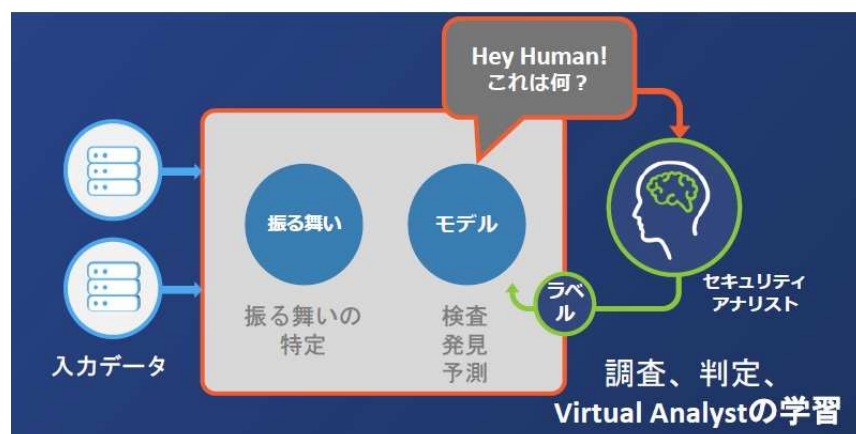 Hey Human!
これは何？
振る舞い
モデル
振る舞いの
特定
検査
発見
予測
ラベ
ル
セキュリティ
アナリスト
入力データ
調査、判定、
Virtual Analystの学習